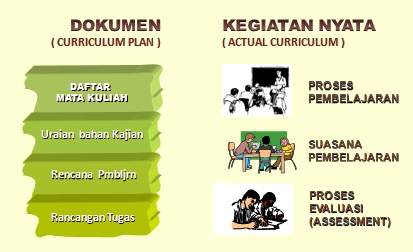 DOKUMEN
( CURRICULUM PLAN )
DAFTAR
MATA KULIAH
Uraian bahan Kajian
Rencana Pmbljrn
Rancangan Tugas
KEGIATAN NYATA
( ACTUAL CURRICULUM )
PROSES
PEMBELAJARAN
SUASANA
PEMBELAJARAN
PROSES
EVALUASI
(ASSESSMENT)